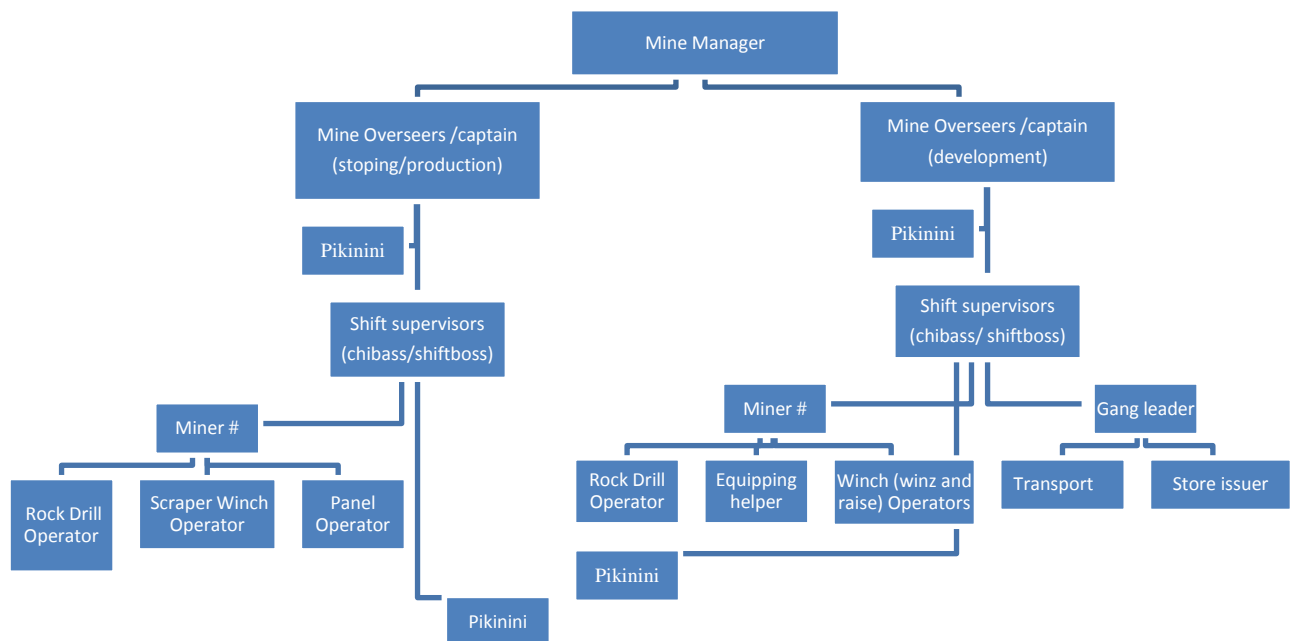 Mine Manager
Mine Overseers /captain
(stoping/production)
Mine Overseers /captain
(development)
Pikinini
Pikinini
Shift supervisors
(chibass/shiftboss)
Shift supervisors
(chibass/ shiftboss)
Miner #
Miner #
Gang leader
Rock Drill
Operator
Scraper Winch
Operator
Panel
Operator
Rock Drill
Operator
Equipping
helper
Winch (winz and
raise) Operators
Transport
Store issuer
Pikinini
Pikinini